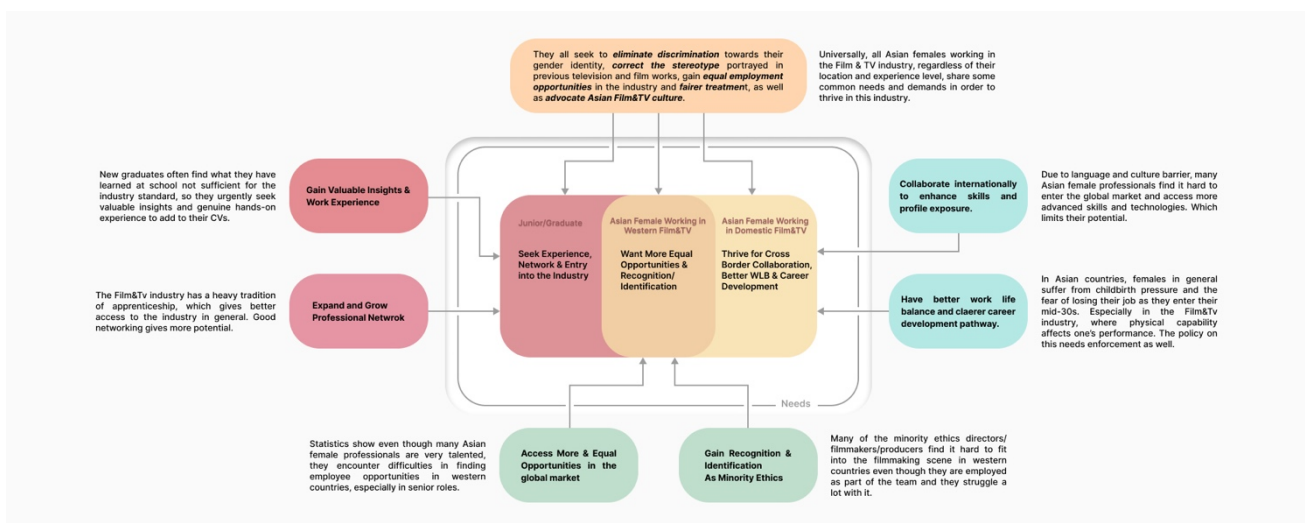 They all seek to eliminate discrimination towards their
gender identity, correct the stereotype portrayed in
previous television and film works, gain equal employment
opportunities in the industry and fairer treatment, as well
as advocate Asian Film&TV culture.
Universally, all Asian females working in
the Film & TV industry, regardless of their
location and experience level, share some
common needs and demands in order to
thrive in this industry.
New graduates often find what they have
learned at school not sufficient for the
industry standard, so they urgently seek
valuable insights and genuine hands-on
experience to add to their CVs.
Gain Valuable Insights &
Work Experience
The Film&Tv industry has a heavy tradition
of apprenticeship, which gives better
access to the industry in general. Good
networking gives more potential.
Expand and Grow
Professional Netwrok
Junior/Graduate
Seek Experience,
Network & Entry
into the Industry
Asian Female Working in
Western Film&TV
Want More Equal
Opportunities &
Recognition/
Identification
Asian Female Working
in Domestic Film&TV
Thrive for Cross
Border Collaboration,
Better WLB & Career
Development
Collaborate internationally
to enhance skills and
profile exposure.
Due to language and culture barrier, many
Asian female professionals find it hard to
enter the global market and access more
advanced skills and technologies. Which
limits their potential.
Have better work life
balance and claerer career
development pathway.
In Asian countries, females in general
suffer from childbirth pressure and the
fear of losing their job as they enter their
mid-30s. Especially in the Film&Tv
industry, where physical capability
affects one's performance. The policy on
this needs enforcement as well.
Needs
Statistics show even though many Asian
female professionals are very talented,
they encounter difficulties in finding
employee opportunities in western
countries, especially in senior roles.
Access More & Equal
Opportunities in the
global market
Gain Recognition &
Identification
As Minority Ethics
Many of the minority ethics directors/
filmmakers/producers find it hard to fit
into the filmmaking scene in western
countries even though they are employed
as part of the team and they struggle a
lot with it.